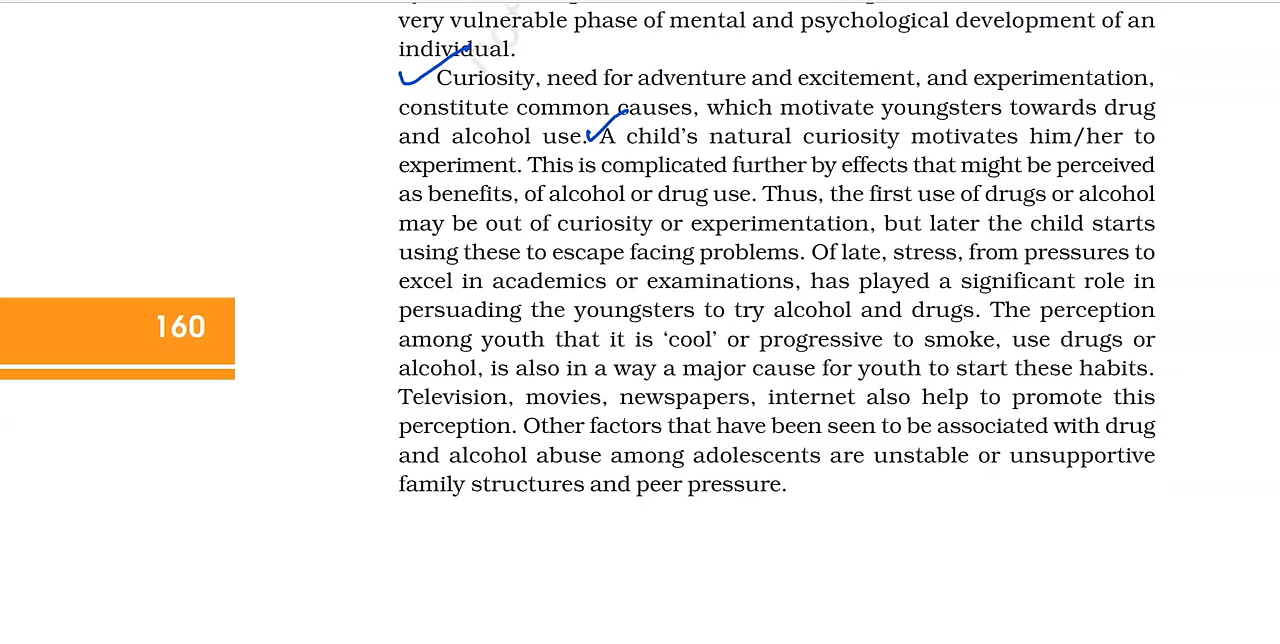 very vulnerable phase of mental and psychological development of an
individual.
Curiosity, need for adventure and excitement, and experimentation,
constitute common causes, which motivate youngsters towards drug
and alcohol use. A child's natural curiosity motivates him/her to
experiment. This is complicated further by effects that might be perceived
as benefits, of alcohol or drug use. Thus, the first use of drugs or alcohol
may be out of curiosity or experimentation, but later the child starts
using these to escape facing problems. Of late, stress, from pressures to
excel in academics or examinations, has played a significant role in
persuading the youngsters to try alcohol and drugs. The perception
among youth that it is ‘cool’ or progressive to smoke, use drugs or
alcohol, is also in a way a major cause for youth to start these habits.
Television, movies, newspapers, internet also help to promote this
perception. Other factors that have been seen to be associated with drug
and alcohol abuse among adolescents are unstable or unsupportive
family structures and peer pressure.
160